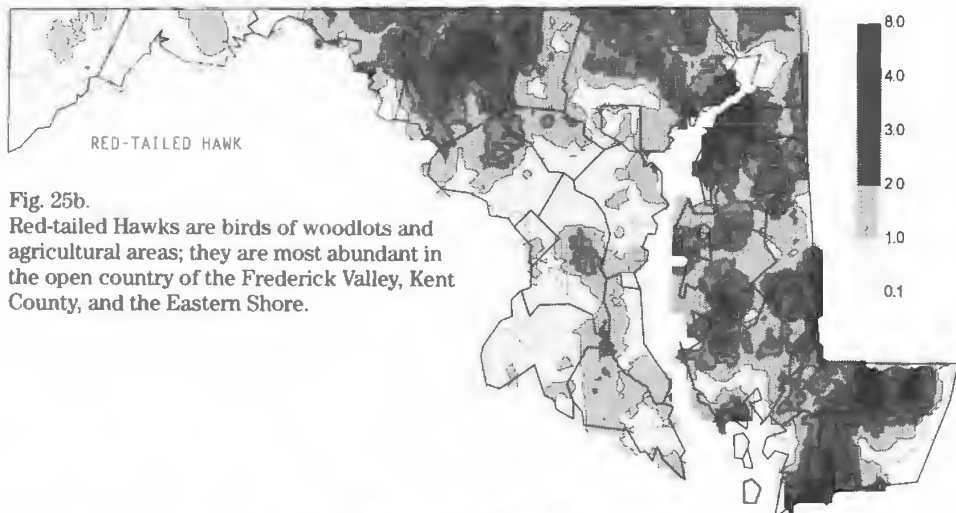 8.0
4.0
3.0
2.0
1.0
0.1
RED-TAILED HAWK
Fig. 25b.
Red-tailed Hawks are birds of woodlots and
agricultural areas; they are most abundant in
the open country of the Frederick Valley, Kent
County, and the Eastern Shore.